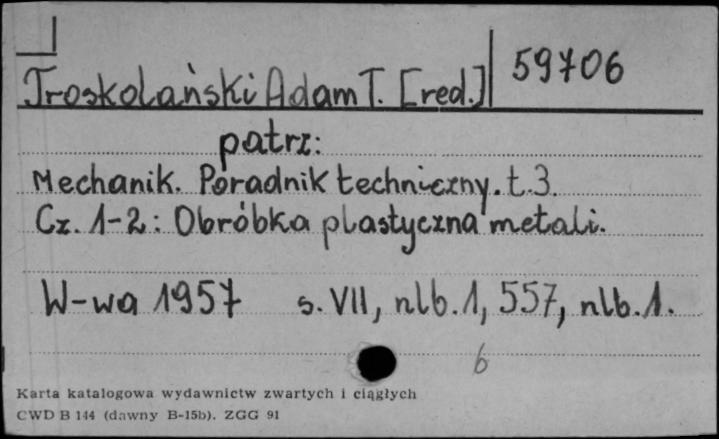 Troskolański Adam T. [red.] 59706
patrz:
Mechanik. Poradnik techniczny. t.3.
Cz. 1-2: Obróbka plastyczna metali.
W-wa 1957 s. VII, nlb. 1, 557, nlb. 1.
b
Karta katalogowa wydawnictw zwartych i ciągłych
CWD B 144 (dawny B-15b). ZGG 91